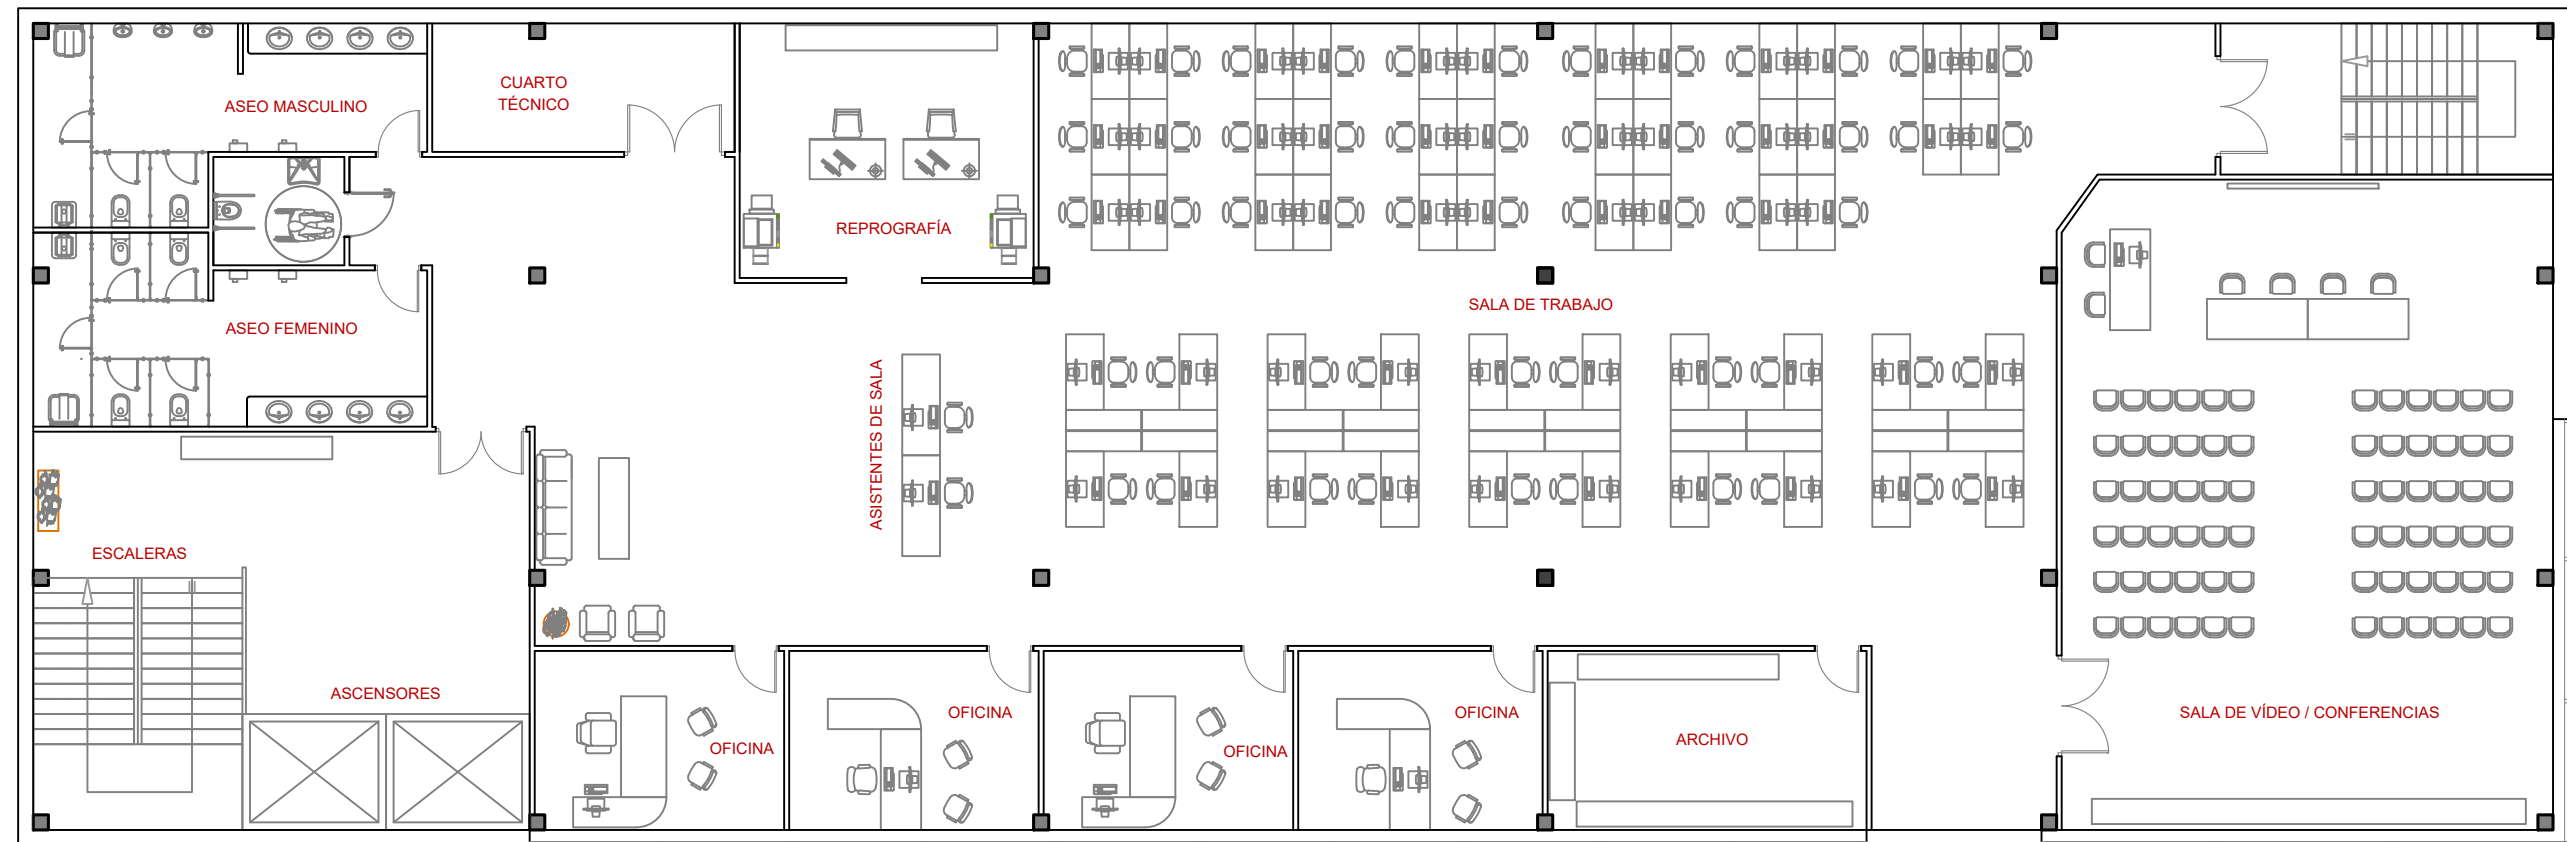 CUARTO
TÉCNICO
ASEO MASCULINO
REPROGRAFÍA
SALA DE TRABAJO
ASEO FEMENINO
ASISTENTES DE SALA
ESCALERAS
ASCENSORES
OFICINA
OFICINA
OFICINA
OFICINA
ARCHIVO
SALA DE VÍDEO / CONFERENCIAS